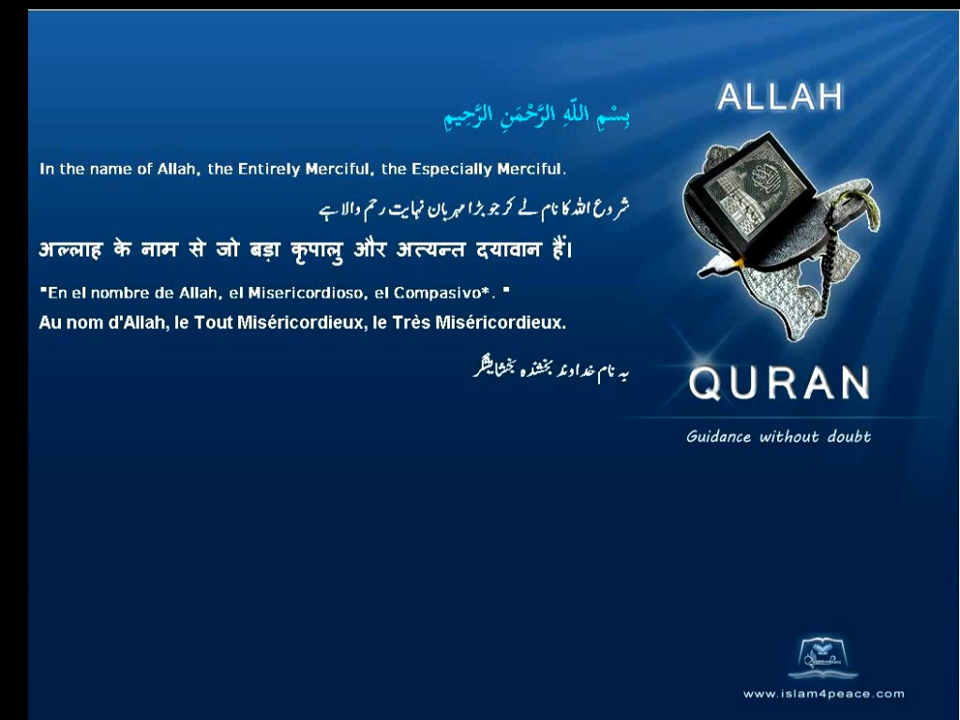 بِسْمِ اللّهِ الرَّحْمَنِ الرَّحِيمِ
In the name of Allah, the Entirely Merciful, the Especially Merciful.
شروع الله کا نام لے کر جو بڑا مہربان نہایت رحم والا ہے
अल्लाह के नाम से जो बड़ा कृपालु और अत्यन्त दयावान हैं।
"En el nombre de Allah, el Misericordioso, el Compasivo*. "
Au nom d'Allah, le Tout Miséricordieux, le Très Miséricordieux.
به نام خداوند بخشنده بخشایشگر
ALLAH
QURAN
Guidance without doubt
www.islam4peace.com